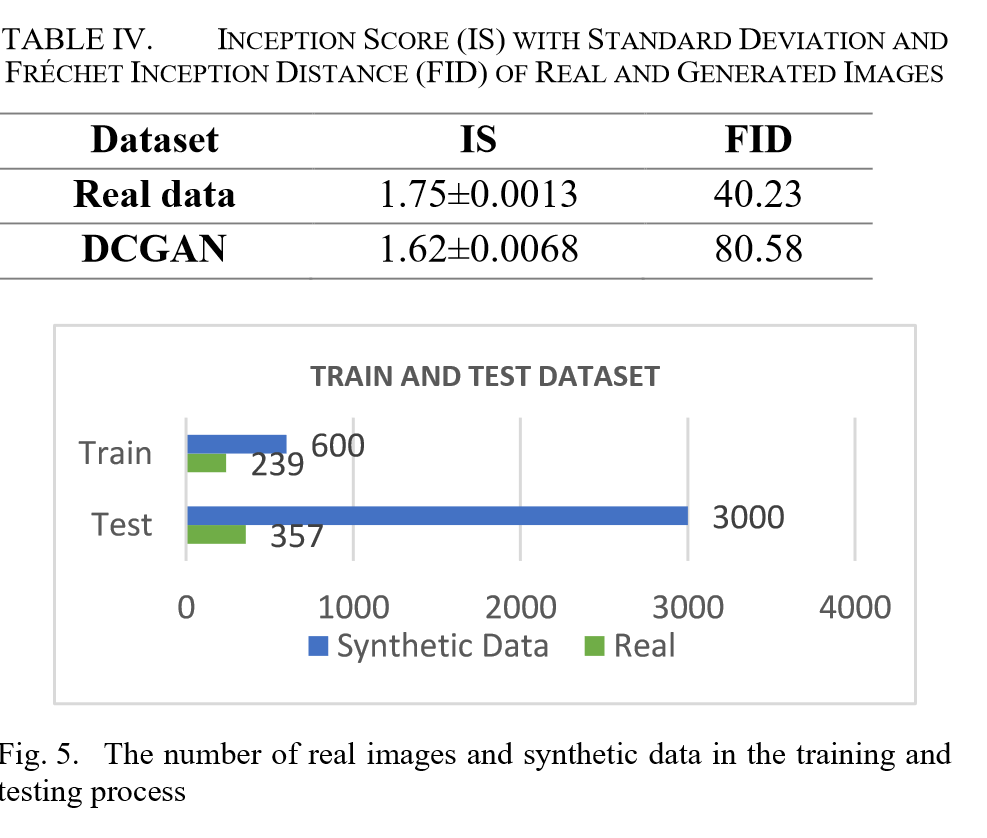 TABLE IV. INCEPTION SCORE (IS) WITH STANDARD DEVIATION AND
FRÉCHET INCEPTION DISTANCE (FID) OF REAL AND GENERATED IMAGES
Dataset IS FID
Real data 1.75±0.0013 40.23
DCGAN 1.62±0.0068 80.58
TRAIN AND TEST DATASET
Train 600
239
Test 3000
357
0 1000 2000 3000 4000
Synthetic Data Real
Fig. 5. The number of real images and synthetic data in the training and
testing process